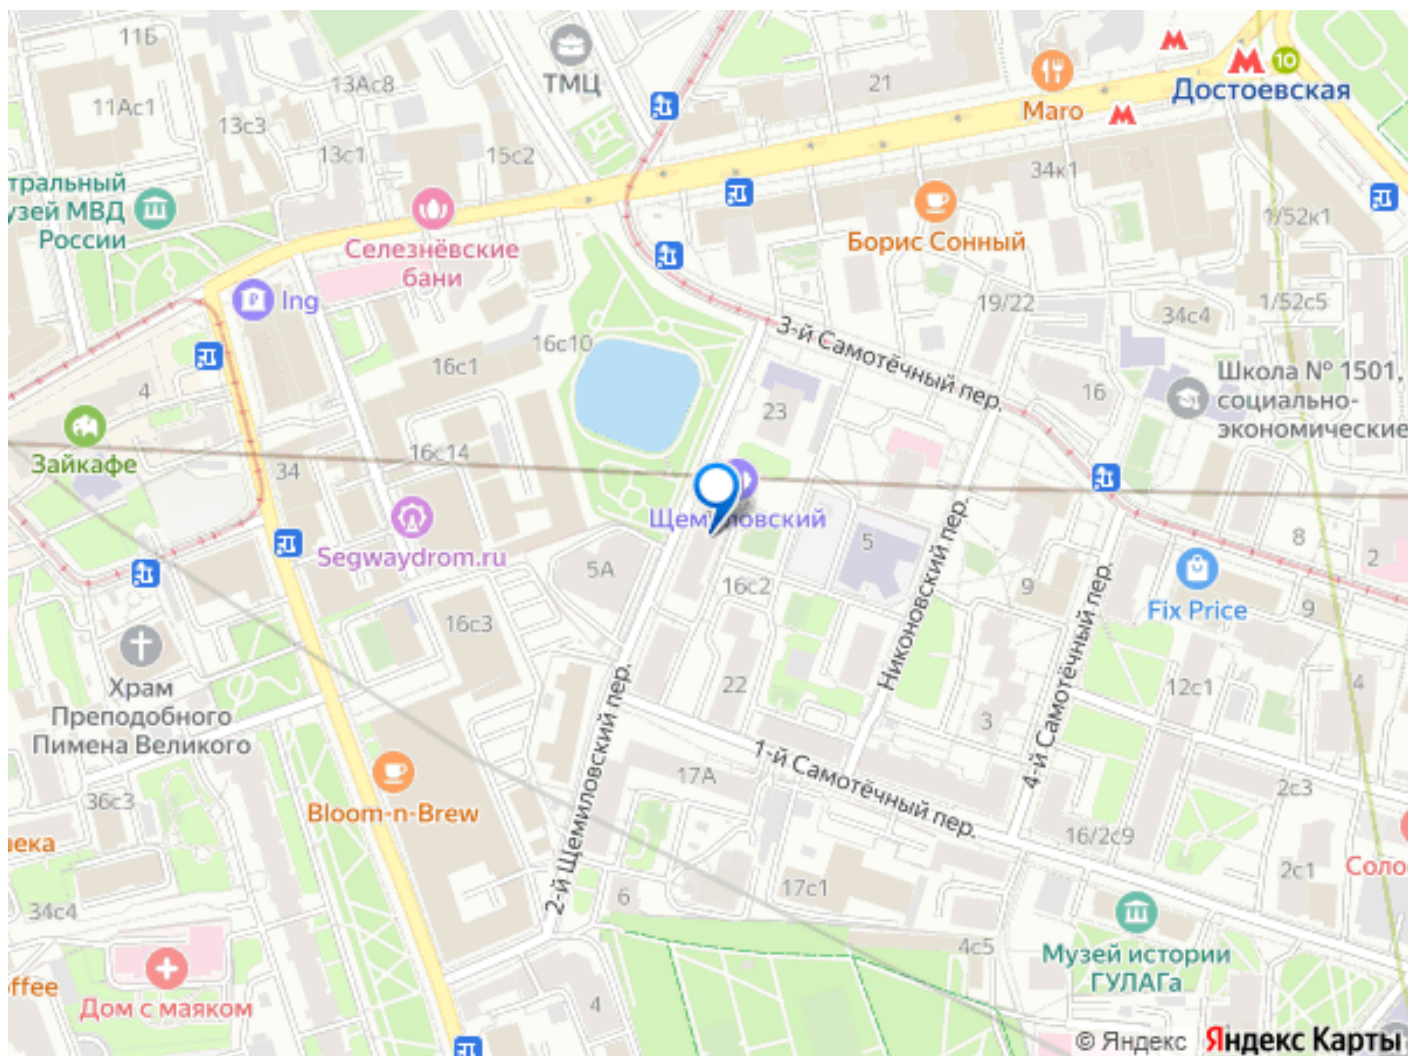 11Б
ТМЦ
13Ас8
11Ас1
13с3
13с1
15с2
21
Maro
10
Достоевская
34к1
тральный
узей МВД
России
Селезнёвские
бани
Борис Сонный
1/52к1
Ing
19/22
1/52с5
34с4
3-й Самотёчный пер.
16с10
16с1
4
23
16
Школа № 1501,
социально-
экономические
Зайкафе
34
16с14
Segwaydrom.ru
Щемиловский
5
8
2
5А
16с2
Никоновский пер.
9
4-й Самотёчный пер.
Fix Price
9
16с3
Храм
Преподобного
Пимена Великого
2-й Щемиловский пер.
22
3
12с1
4
36с3
Bloom-n-Brew
17А
1-й Самотёчный пер.
2с3
16/2с9
2с1
Соло
34с4
6
17с1
4с5
Музей истории
ГУЛАГа
ffee
Дом с маяком
4
© Яндекс Яндекс Карты